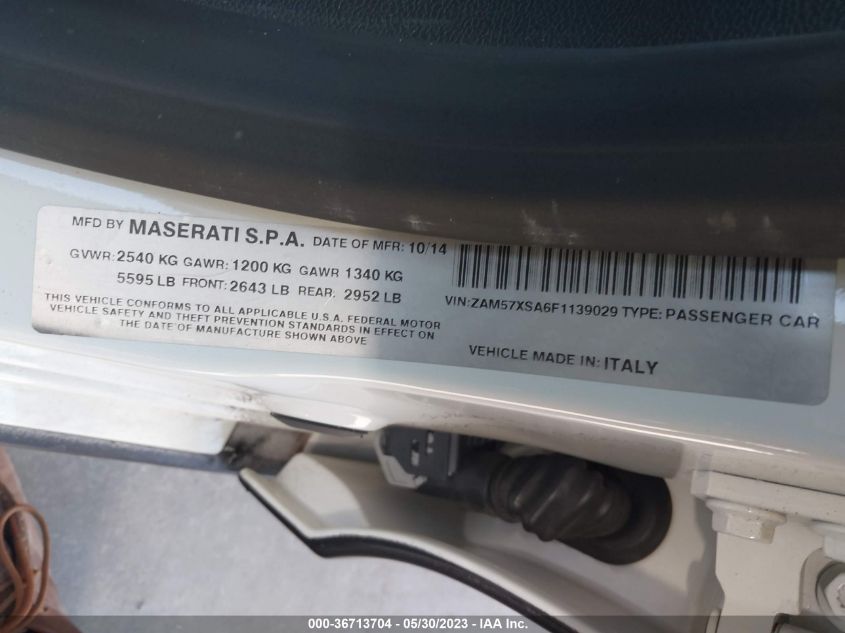 MFD BY MASERATI S.P.A. DATE OF MFR: 10/14
GVWR: 2540 KG GAWR: 1200 KG GAWR 1340 KG
5595 LB FRONT: 2643 LB REAR: 2952 LB
THIS VEHICLE CONFORMS TO ALL APPLICABLE U.S.A. FEDERAL MOTOR
VEHICLE SAFETY AND THEFT PREVENTION STANDARDS IN EFFECT ON
THE DATE OF MANUFACTURE SHOWN ABOVE
VIN: ZAM57XSA6F1139029 TYPE: PASSENGER CAR
VEHICLE MADE IN: ITALY
000-36713704 - 05/30/2023 - IAA Inc.